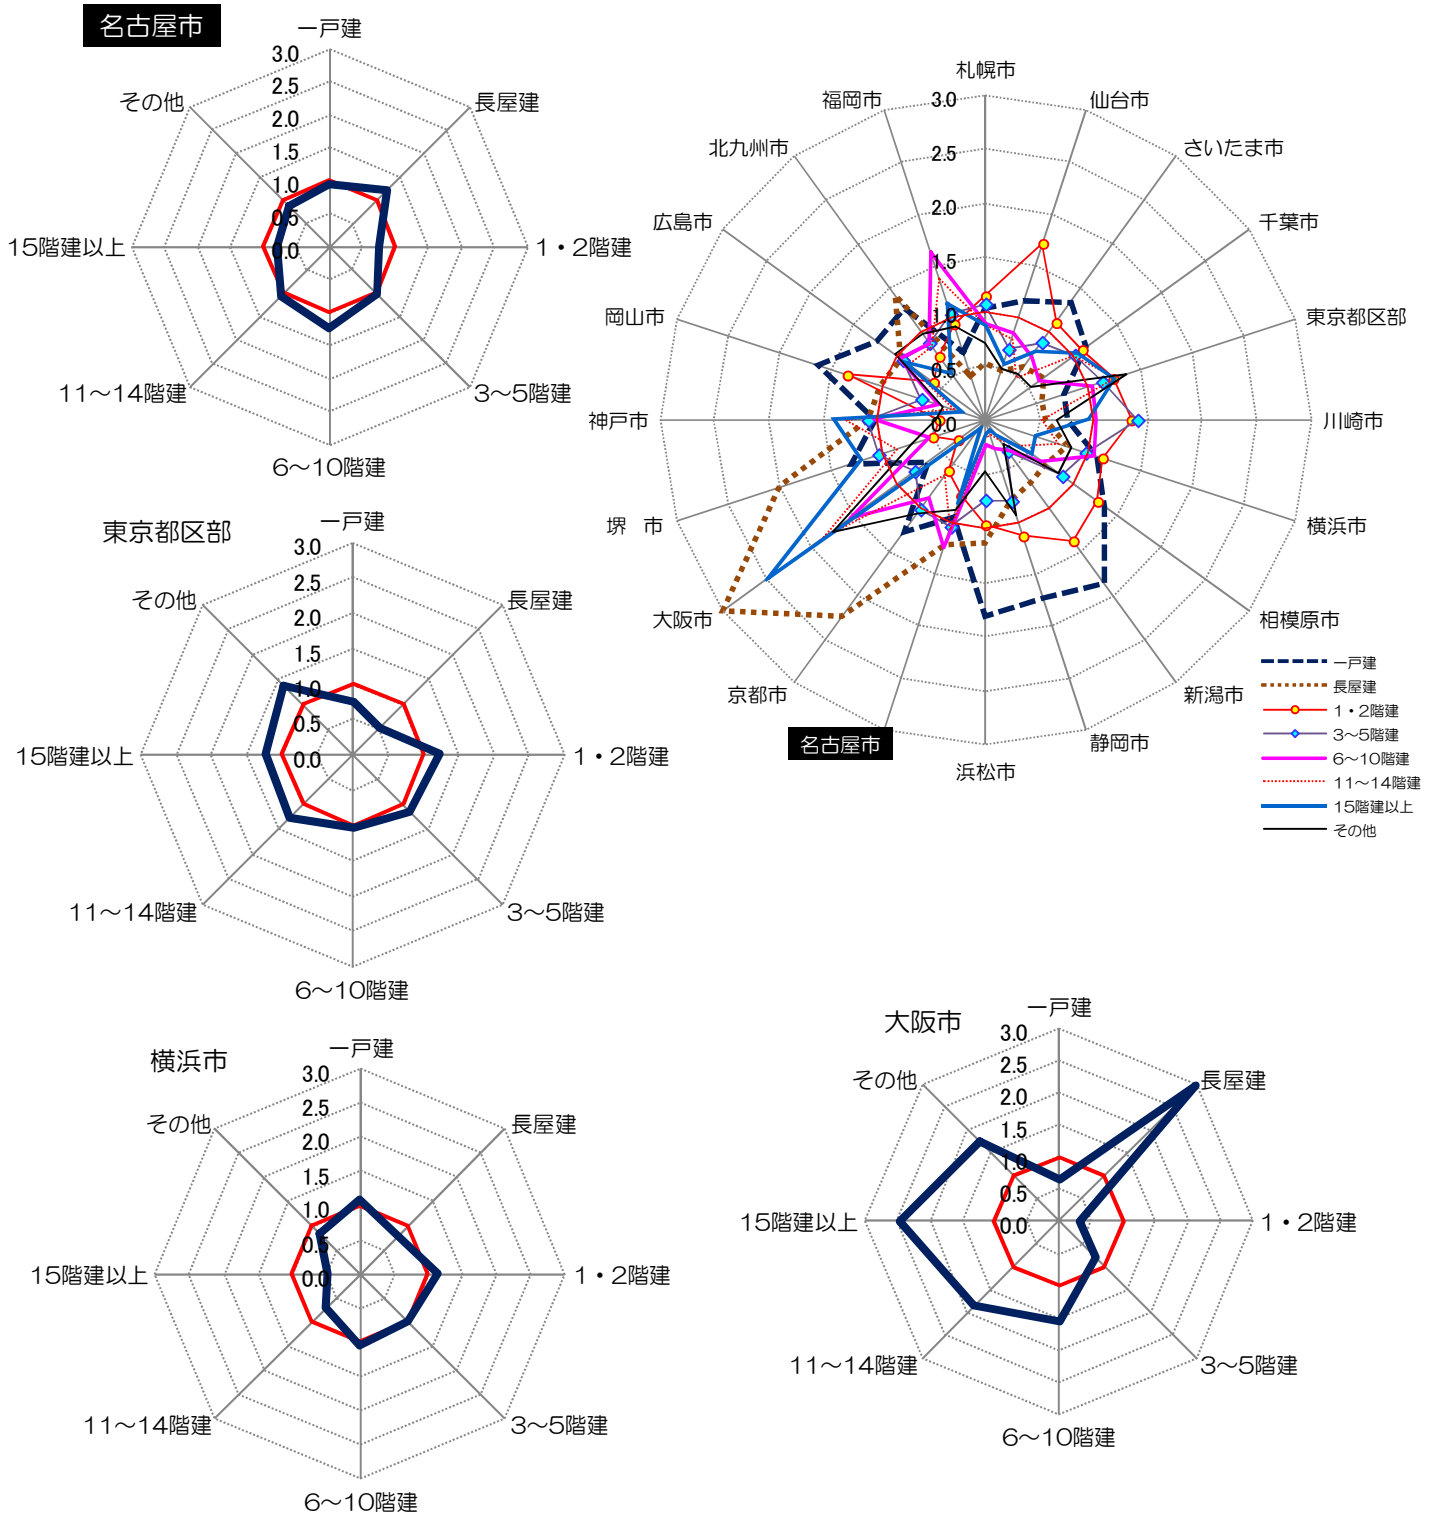 名古屋市
一戸建
3.0
2.5
2.0
1.5
1.0
0.5
0.0
長屋建
1・2階建
3～5階建
6～10階建
11～14階建
15階建以上
その他
札幌市
仙台市
さいたま市
千葉市
東京都区部
川崎市
横浜市
相模原市
新潟市
静岡市
浜松市
名古屋市
京都市
大阪市
堺　市
神戸市
岡山市
広島市
北九州市
福岡市
3.0
2.5
2.0
1.5
1.0
0.5
0.0
一戸建
長屋建
1・2階建
3～5階建
6～10階建
11～14階建
15階建以上
その他
東京都区部
一戸建
3.0
2.5
2.0
1.5
1.0
0.5
0.0
長屋建
1・2階建
3～5階建
6～10階建
11～14階建
15階建以上
その他
横浜市
一戸建
3.0
2.5
2.0
1.5
1.0
0.5
0.0
長屋建
1・2階建
3～5階建
6～10階建
11～14階建
15階建以上
その他
大阪市
一戸建
3.0
2.5
2.0
1.5
1.0
0.5
0.0
長屋建
1・2階建
3～5階建
6～10階建
11～14階建
15階建以上
その他